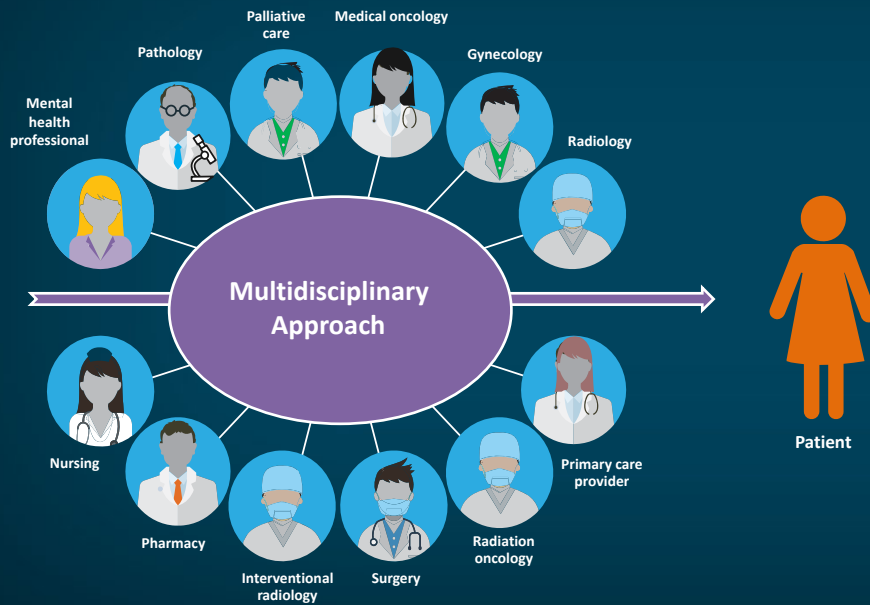 Palliative
care
Medical oncology
Pathology
Gynecology
Mental
health
professional
Radiology
Multidisciplinary
Approach
Nursing
Pharmacy
Interventional
radiology
Surgery
Radiation
oncology
Primary care
provider
Patient